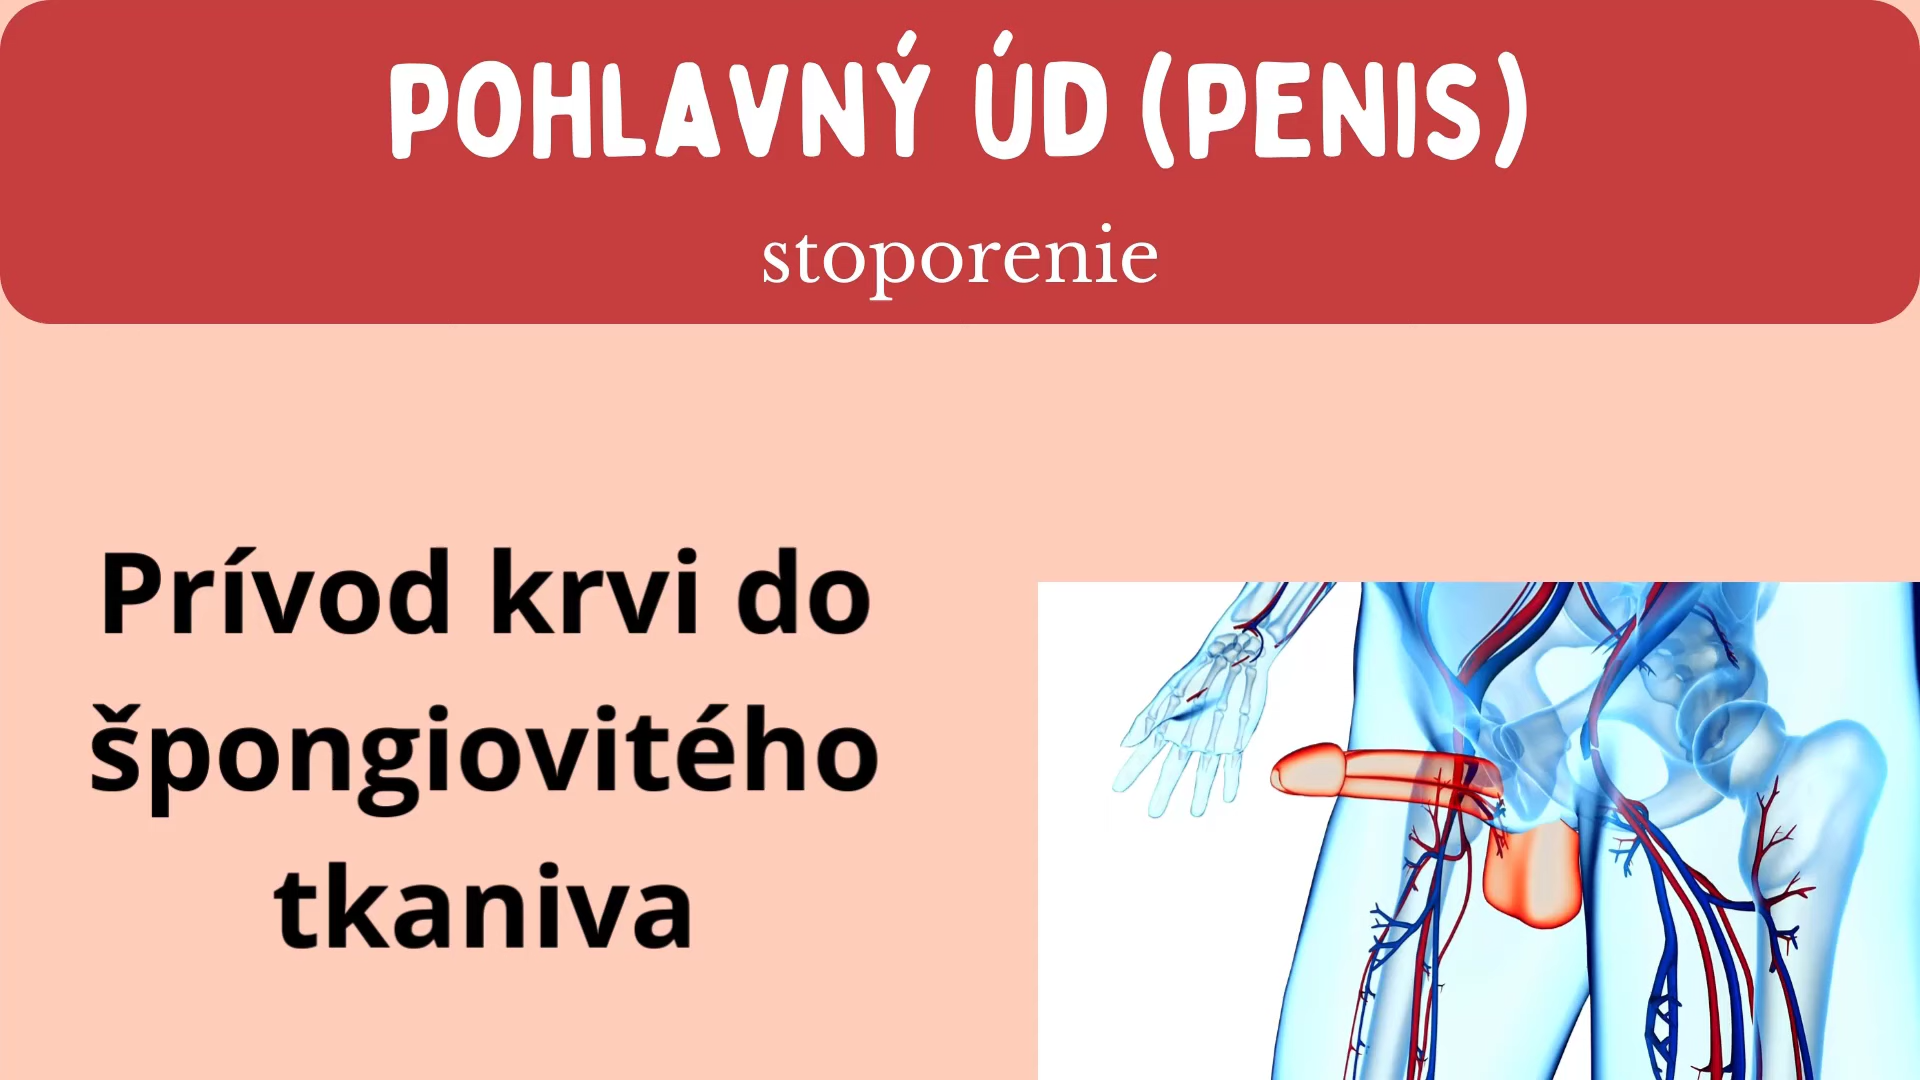 POHLAVNÝ ÚD (PENIS)
stoporenie
Prívod krvi do
špongiovitého
tkaniva